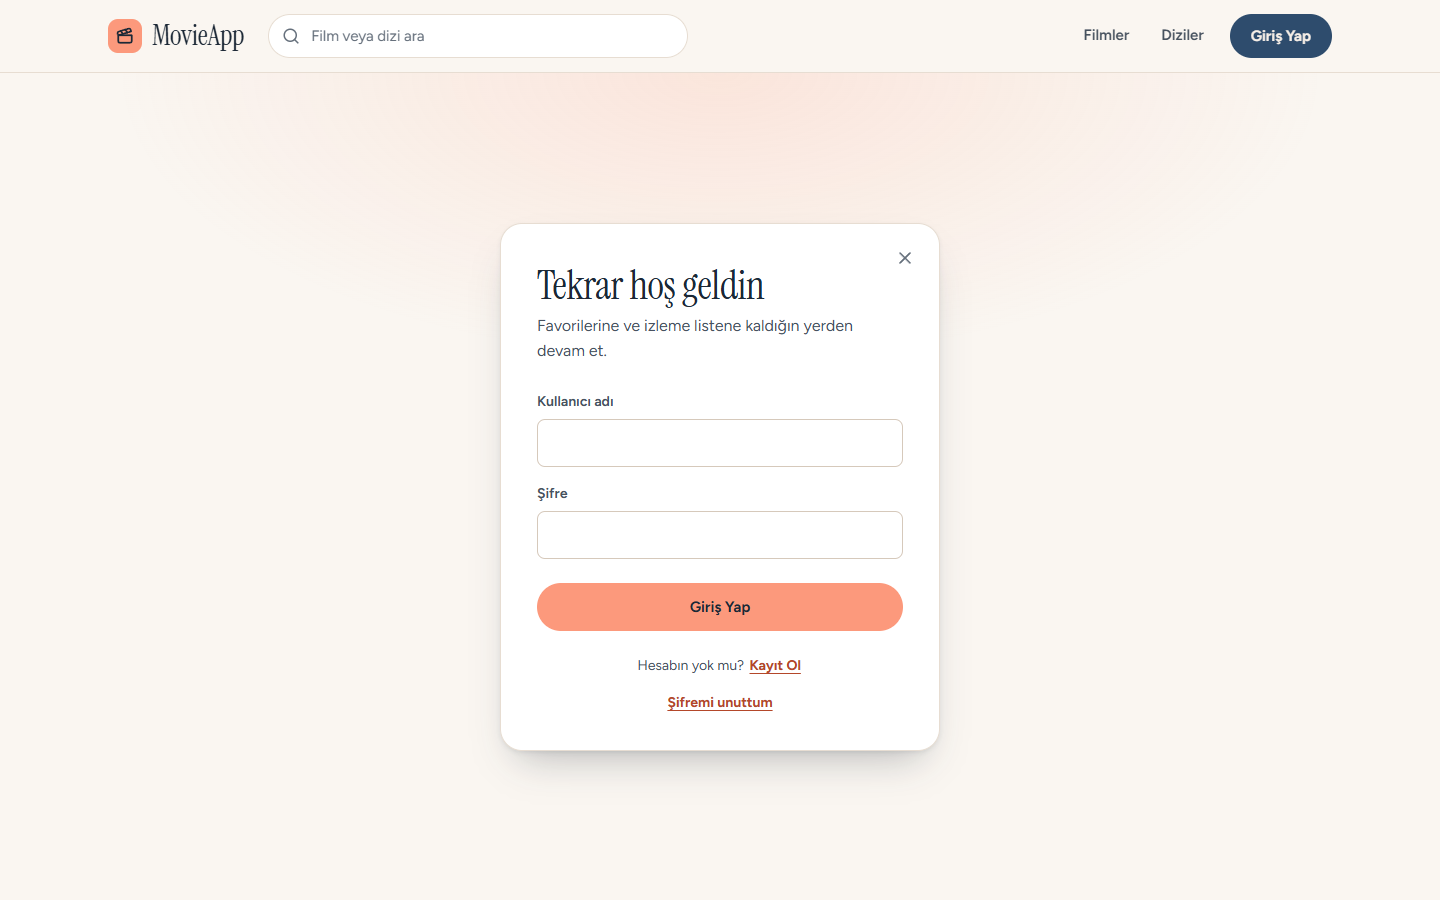 MovieApp
Film veya dizi ara
Filmler
Diziler
Giriş Yap
Tekrar hoş geldin
Favorilerine ve izleme listene kaldığın yerden
devam et.
Kullanıcı adı
Şifre
Giriş Yap
Hesabın yok mu? Kayıt Ol
Şifremi unuttum